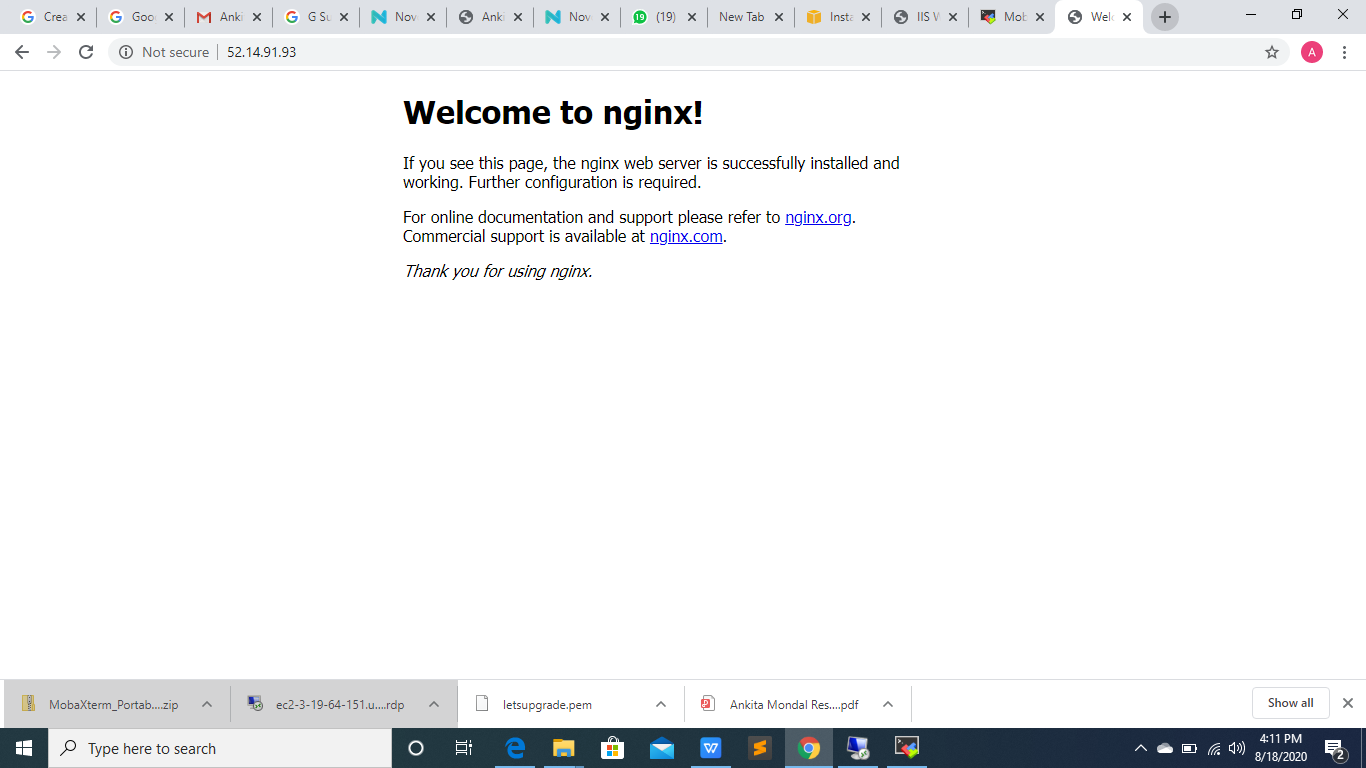 Crea
Goo
Anki
G Su
Nov
Anki
Nov
(19)
New Tab
Insta
IIS W
Mob
Welc
Not secure
52.14.91.93
A
Welcome to nginx!
If you see this page, the nginx web server is successfully installed and
working. Further configuration is required.
For online documentation and support please refer to nginx.org.
Commercial support is available at nginx.com.
Thank you for using nginx.
MobaXterm_Portab....zip
ec2-3-19-64-151.u....rdp
letsupgrade.pem
Ankita Mondal Res....pdf
Show all
Type here to search
4:11 PM
8/18/2020
2